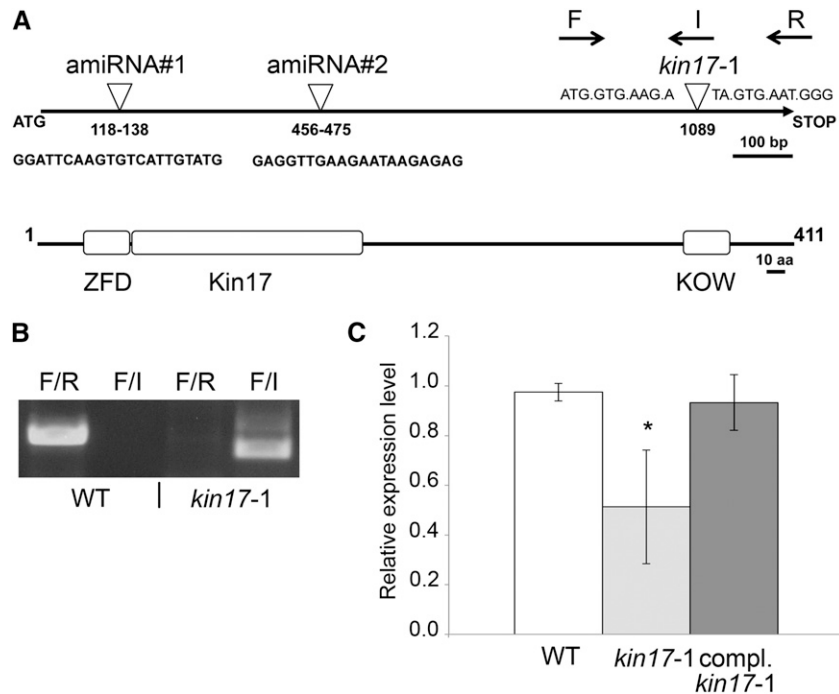 A
F I R
amiRNA#1 amiRNA#2 kin17-1
ATG.GTG.AAG.A TA.GTG.AAT.GGG
ATG 118-138 456-475 1089 STOP
GGATTCAAGTGTCATTGTATG GAGGTTGAAGAATAAGAGAG 100 bp
1 411
ZFD Kin17 KOW 10 aa
B
F/R F/I F/R F/I
WT kin17-1
C
Relative expression level
1.2
1.0
0.8
0.6
0.4
0.2
0.0
*
WT kin17-1 compl.
kin17-1